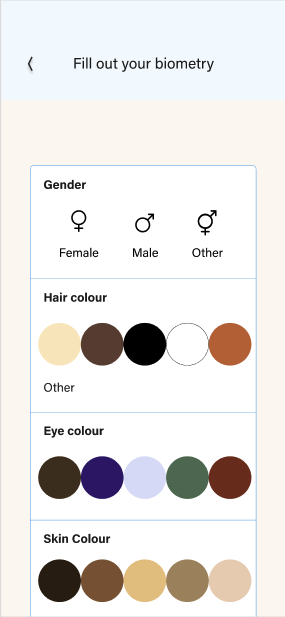 Fill out your biometry
Gender
Female Male Other
Hair colour
Other
Eye colour
Skin Colour